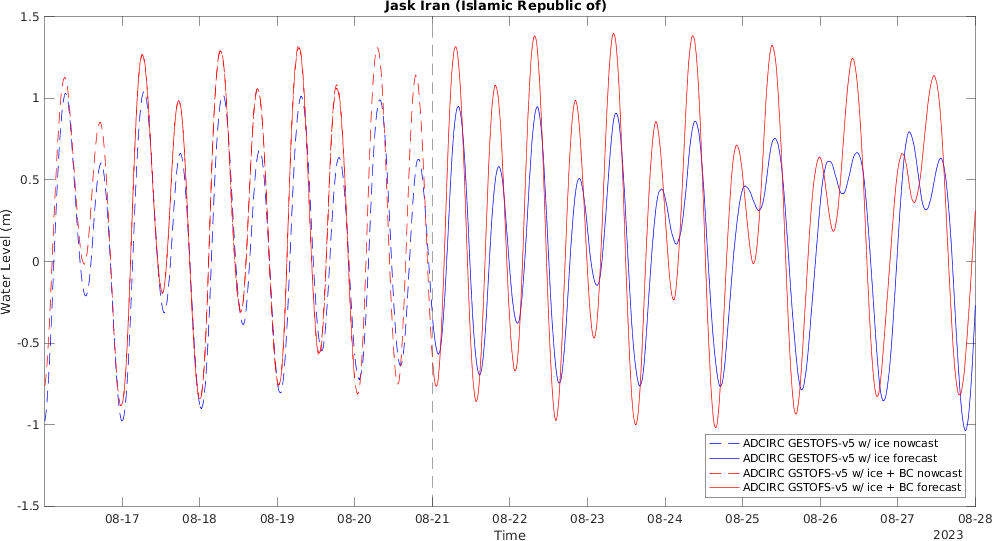 Jask Iran (Islamic Republic of)
1.5
1
0.5
0
-0.5
-1
-1.5
Water Level (m)
ADCIRC GESTOFS-v5 w/ ice nowcast
ADCIRC GESTOFS-v5 w/ ice forecast
ADCIRC GSTOFS-v5 w/ ice + BC nowcast
ADCIRC GSTOFS-v5 w/ ice + BC forecast
08-17 08-18 08-19 08-20 08-21 08-22 08-23 08-24 08-25 08-26 08-27 08-28
Time
2023